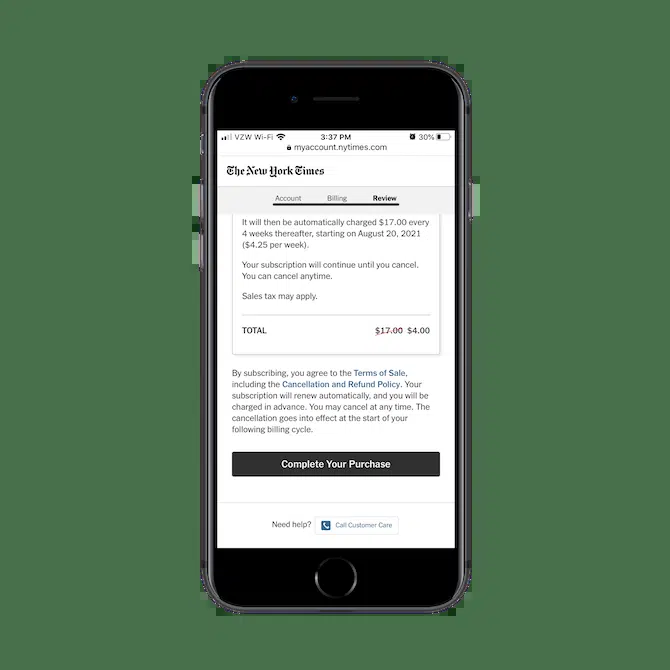 VZW Wi-Fi 3:37 PM 30%
myaccount.nytimes.com
The New York Times
Account Billing Review
It will then be automatically charged $17.00 every
4 weeks thereafter, starting on August 20, 2021
($4.25 per week).
Your subscription will continue until you cancel.
You can cancel anytime.
Sales tax may apply.
TOTAL $17.00 $4.00
By subscribing, you agree to the Terms of Sale,
including the Cancellation and Refund Policy. Your
subscription will renew automatically, and you will be
charged in advance. You may cancel at any time. The
cancellation goes into effect at the start of your
following billing cycle.
Complete Your Purchase
Need help? Call Customer Care